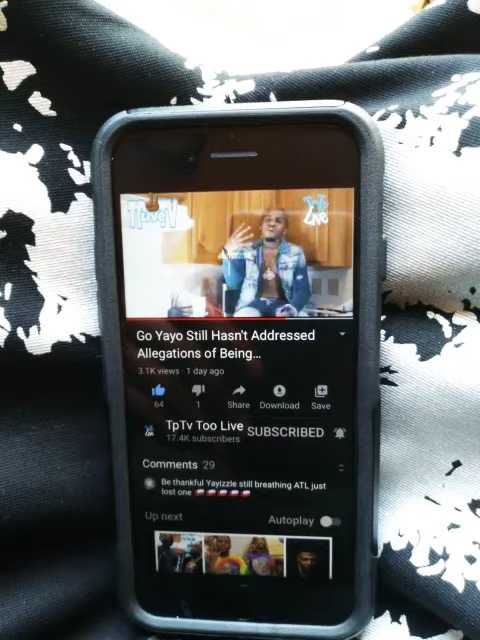 TpTv
Live
Go Yayo Still Hasn't Addressed
Allegations of Being...
3.1K views · 1 day ago
64
1
Share
Download
Save
TpTv Too Live
17.4K subscribers
SUBSCRIBED
Comments 29
Be thankful Yayizzle still breathing ATL just
lost one
Up next
Autoplay